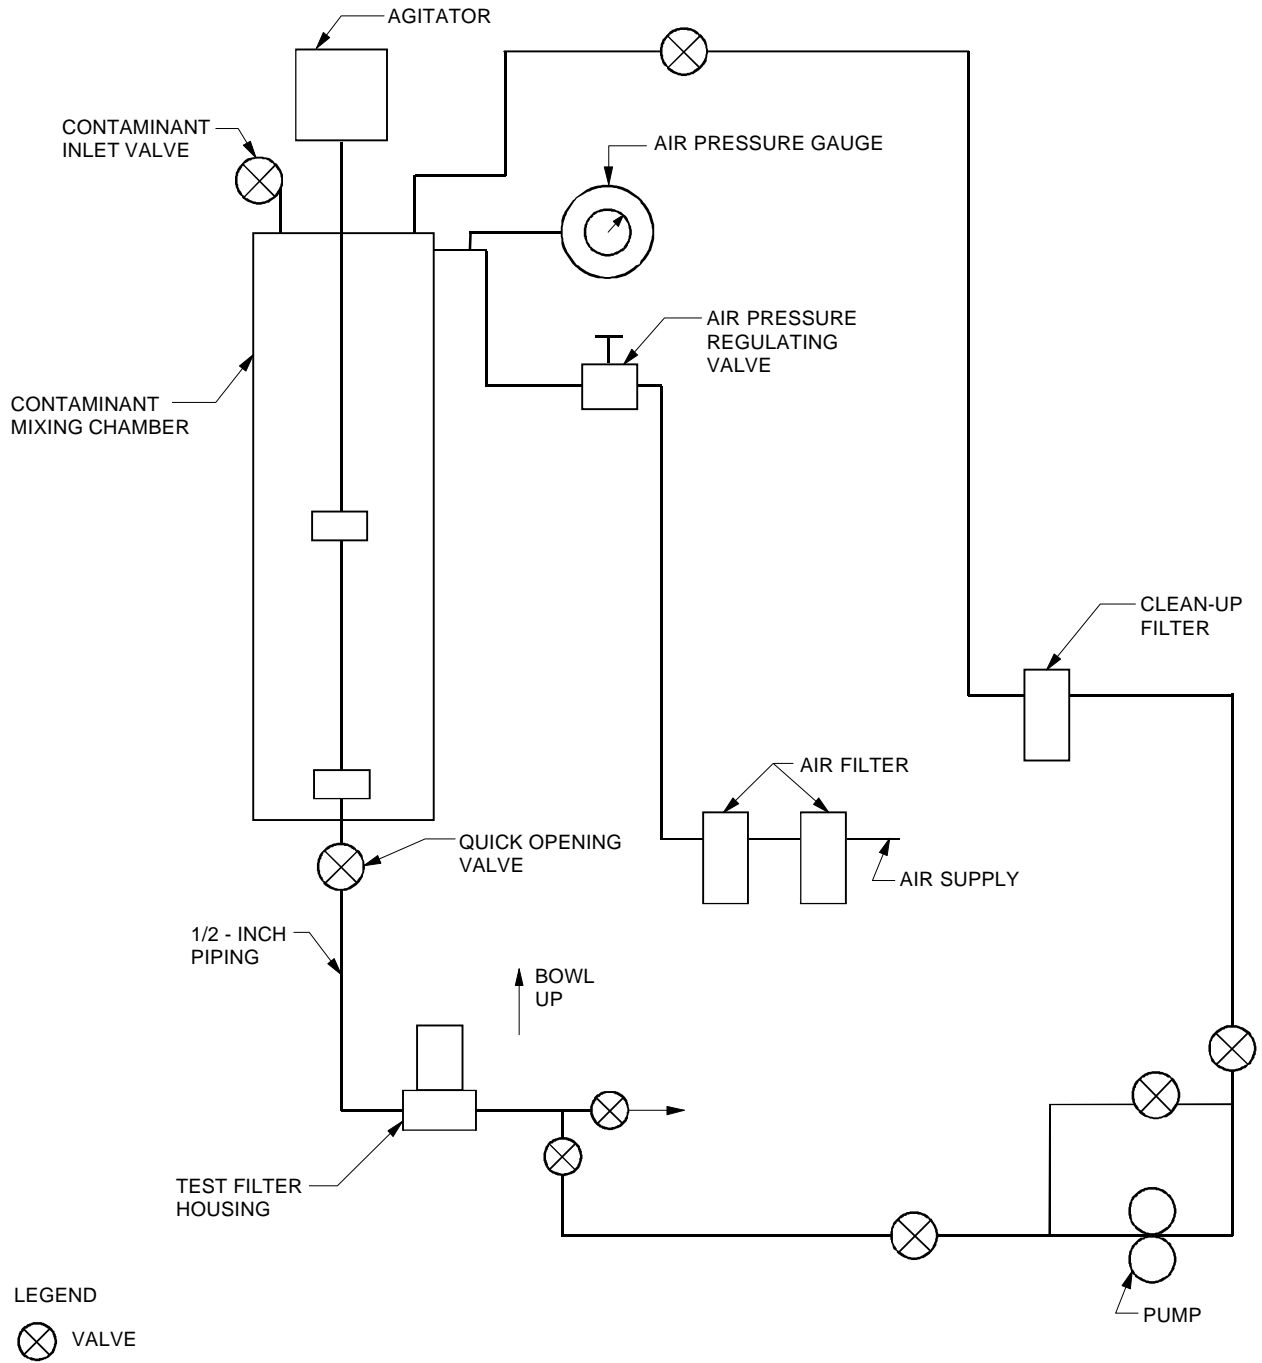 AGITATOR
CONTAMINANT
INLET VALVE
AIR PRESSURE GAUGE
AIR PRESSURE
REGULATING
VALVE
CONTAMINANT
MIXING CHAMBER
CLEAN-UP
FILTER
AIR FILTER
QUICK OPENING
VALVE
AIR SUPPLY
1/2 - INCH
PIPING
BOWL
UP
TEST FILTER
HOUSING
LEGEND
VALVE
PUMP